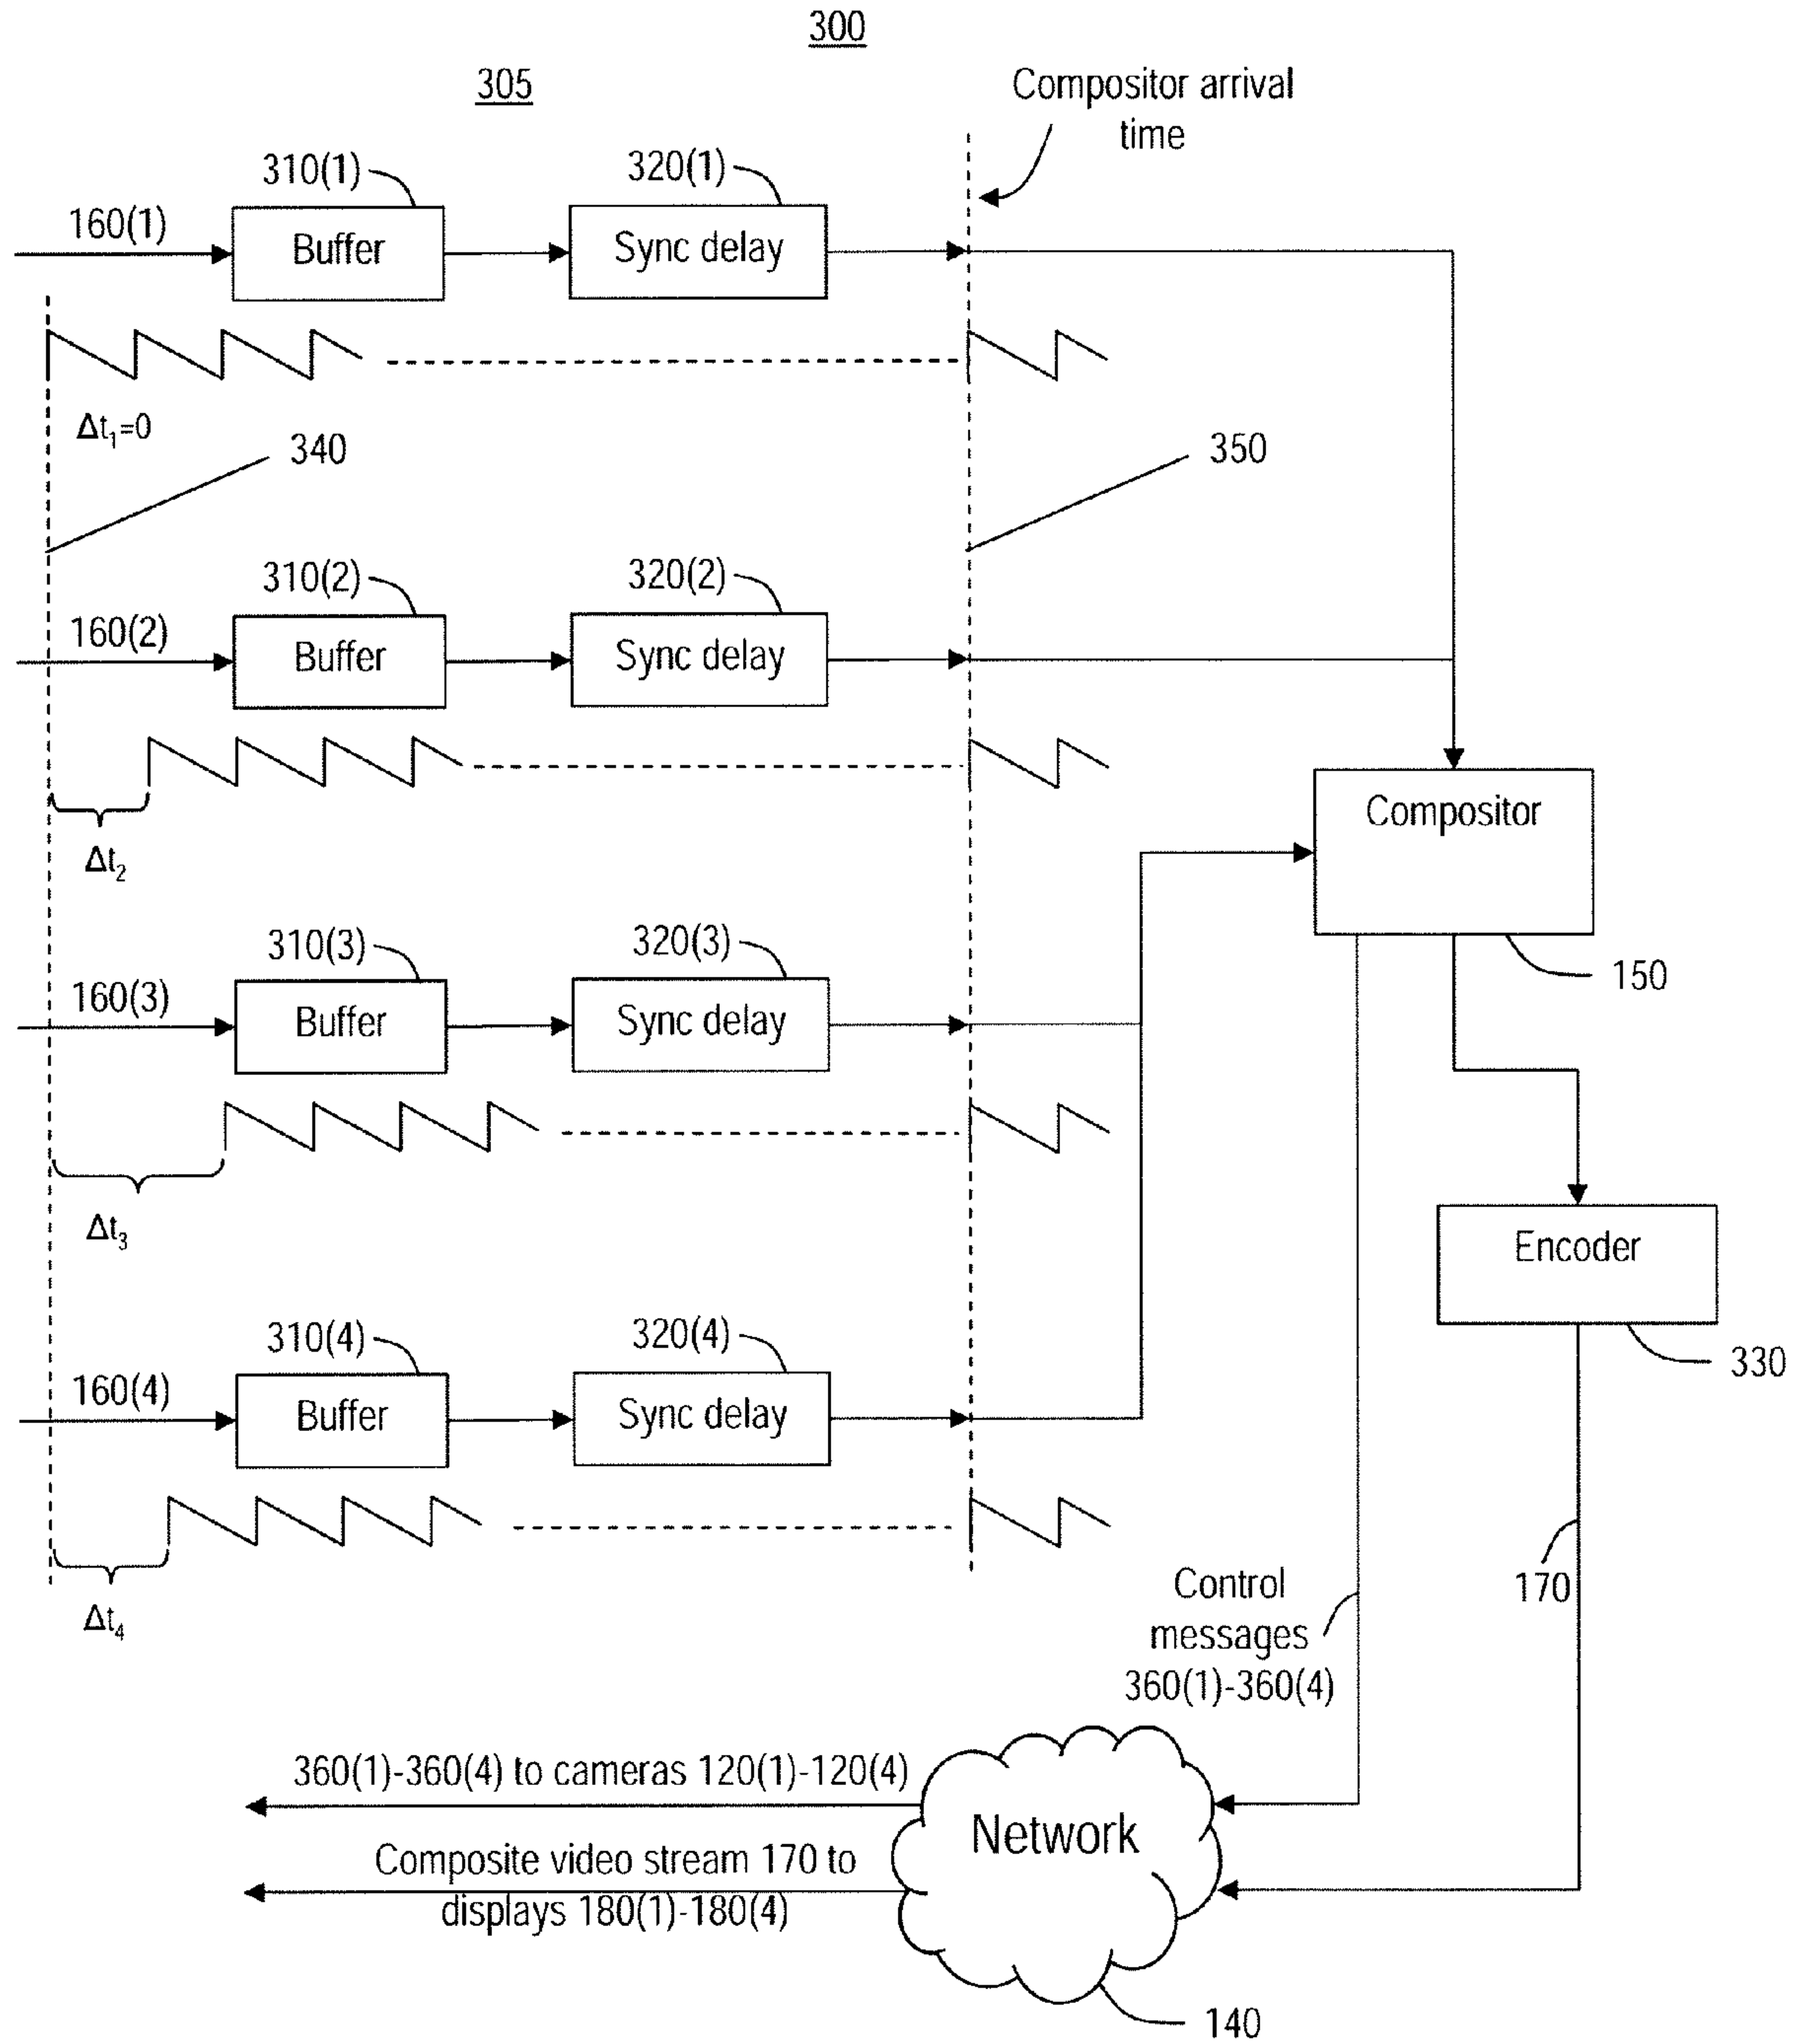 300
305
Compositor arrival
time
310(1)
320(1)
160(1)
Buffer
Sync delay
Δt₁=0
340
350
310(2)
320(2)
160(2)
Buffer
Sync delay
Δt₂
Compositor
150
310(3)
320(3)
160(3)
Buffer
Sync delay
Δt₃
Encoder
330
310(4)
320(4)
160(4)
Buffer
Sync delay
Δt₄
Control
messages
360(1)-360(4)
170
360(1)-360(4) to cameras 120(1)-120(4)
Network
Composite video stream 170 to
displays 180(1)-180(4)
140